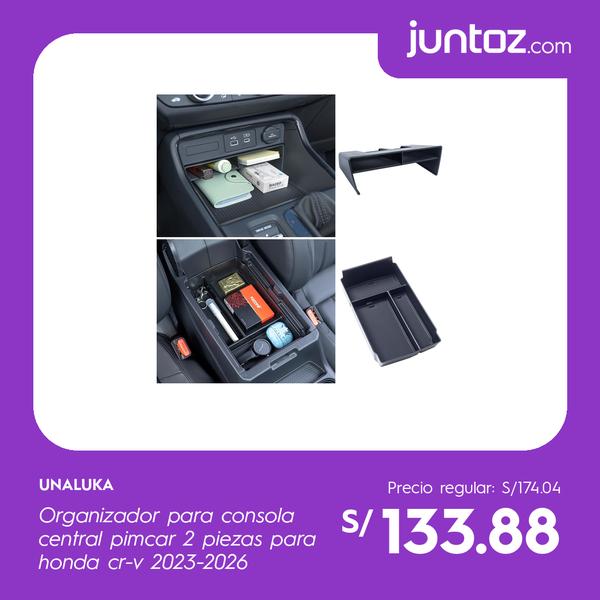 juntoz.com
UNALUKA
Organizador para consola
central pimcar 2 piezas para
honda cr-v 2023-2026
Precio regular: S/174.04
S/133.88